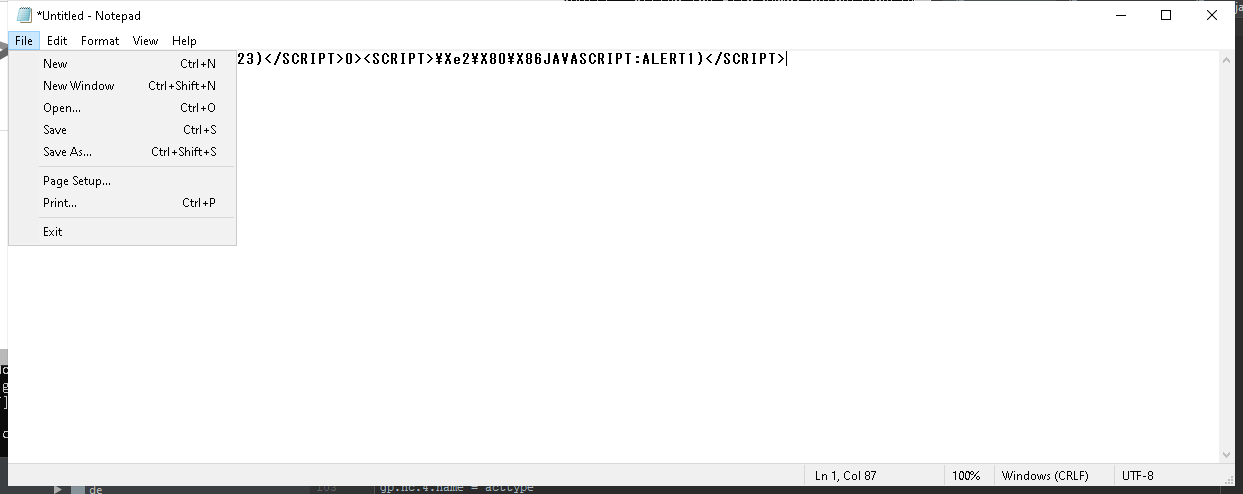 *Untitled - Notepad
File Edit Format View Help
23)</SCRIPT>0><SCRIPT>¥Xe2¥X80¥X86JAVASCRIPT:ALERT1)</SCRIPT>
New Ctrl+N
New Window Ctrl+Shift+N
Open... Ctrl+O
Save Ctrl+S
Save As... Ctrl+Shift+S
Page Setup...
Print... Ctrl+P
Exit
Ln 1, Col 87 100% Windows (CRLF) UTF-8
de
gp.nc.4.name = acctype